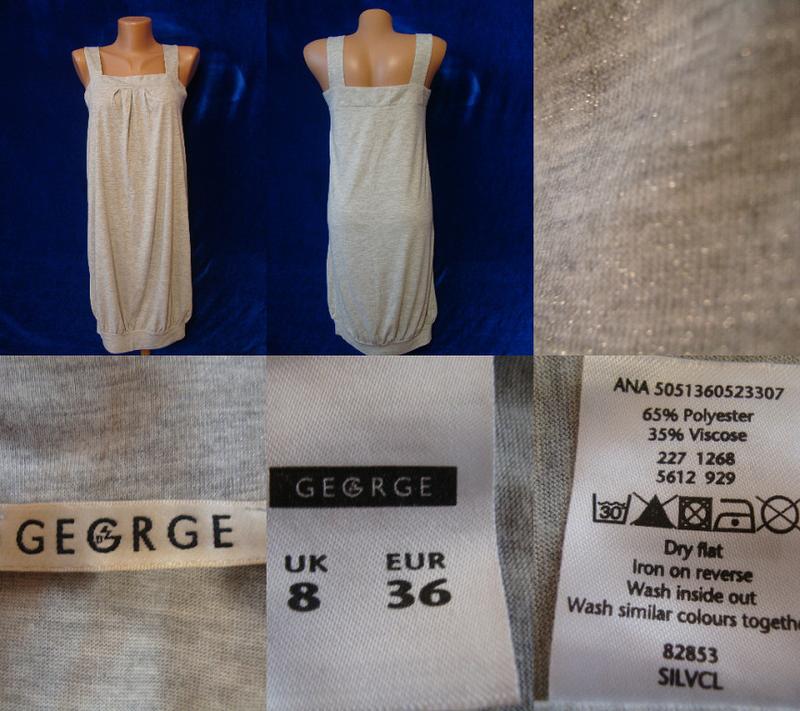 GEORGE
GEORGE
UK EUR
8 36
ANA 5051360523307
65% Polyester
35% Viscose
227 1268
5612 929
30
Dry flat
Iron on reverse
Wash inside out
Wash similar colours togethe
82853
SILVCL